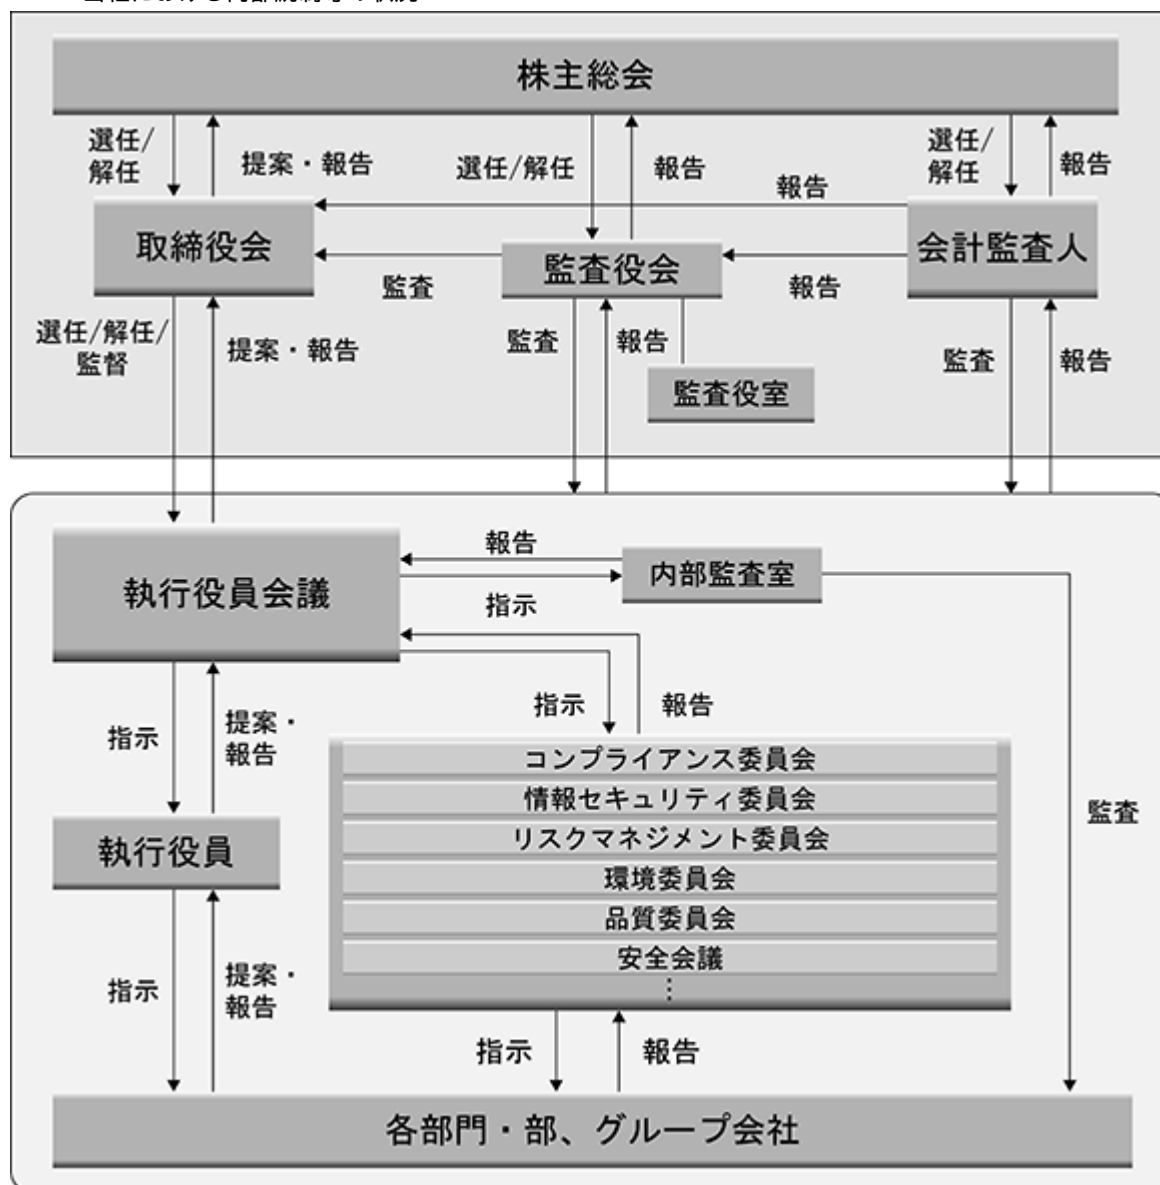 株主総会
選任/
解任
提案・報告
選任/解任
報告
選任/
解任
報告
報告
取締役会
監査役会
会計監査人
監査
報告
選任/解任/
監督
提案・報告
監査
報告
監査
報告
監査役室
執行役員会議
報告
指示
内部監査室
指示
報告
指示
提案・
報告
コンプライアンス委員会
情報セキュリティ委員会
リスクマネジメント委員会
環境委員会
品質委員会
安全会議
⋮
監査
執行役員
指示
提案・
報告
指示
報告
各部門・部、グループ会社